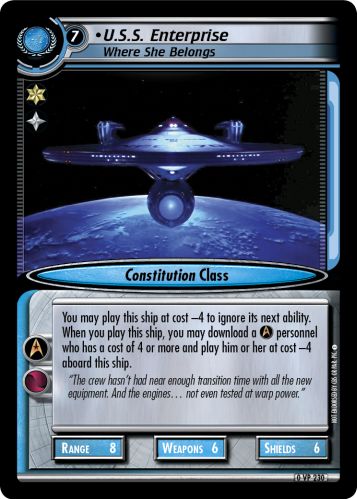 7
•U.S.S. Enterprise
Where She Belongs
Constitution Class
You may play this ship at cost –4 to ignore its next ability.
When you play this ship, you may download a personnel
who has a cost of 4 or more and play him or her at cost –4
aboard this ship.
"The crew hasn't had near enough transition time with all the new
equipment. And the engines... not even tested at warp power."
RANGE 8
WEAPONS 6
SHIELDS 6
0 VP 230